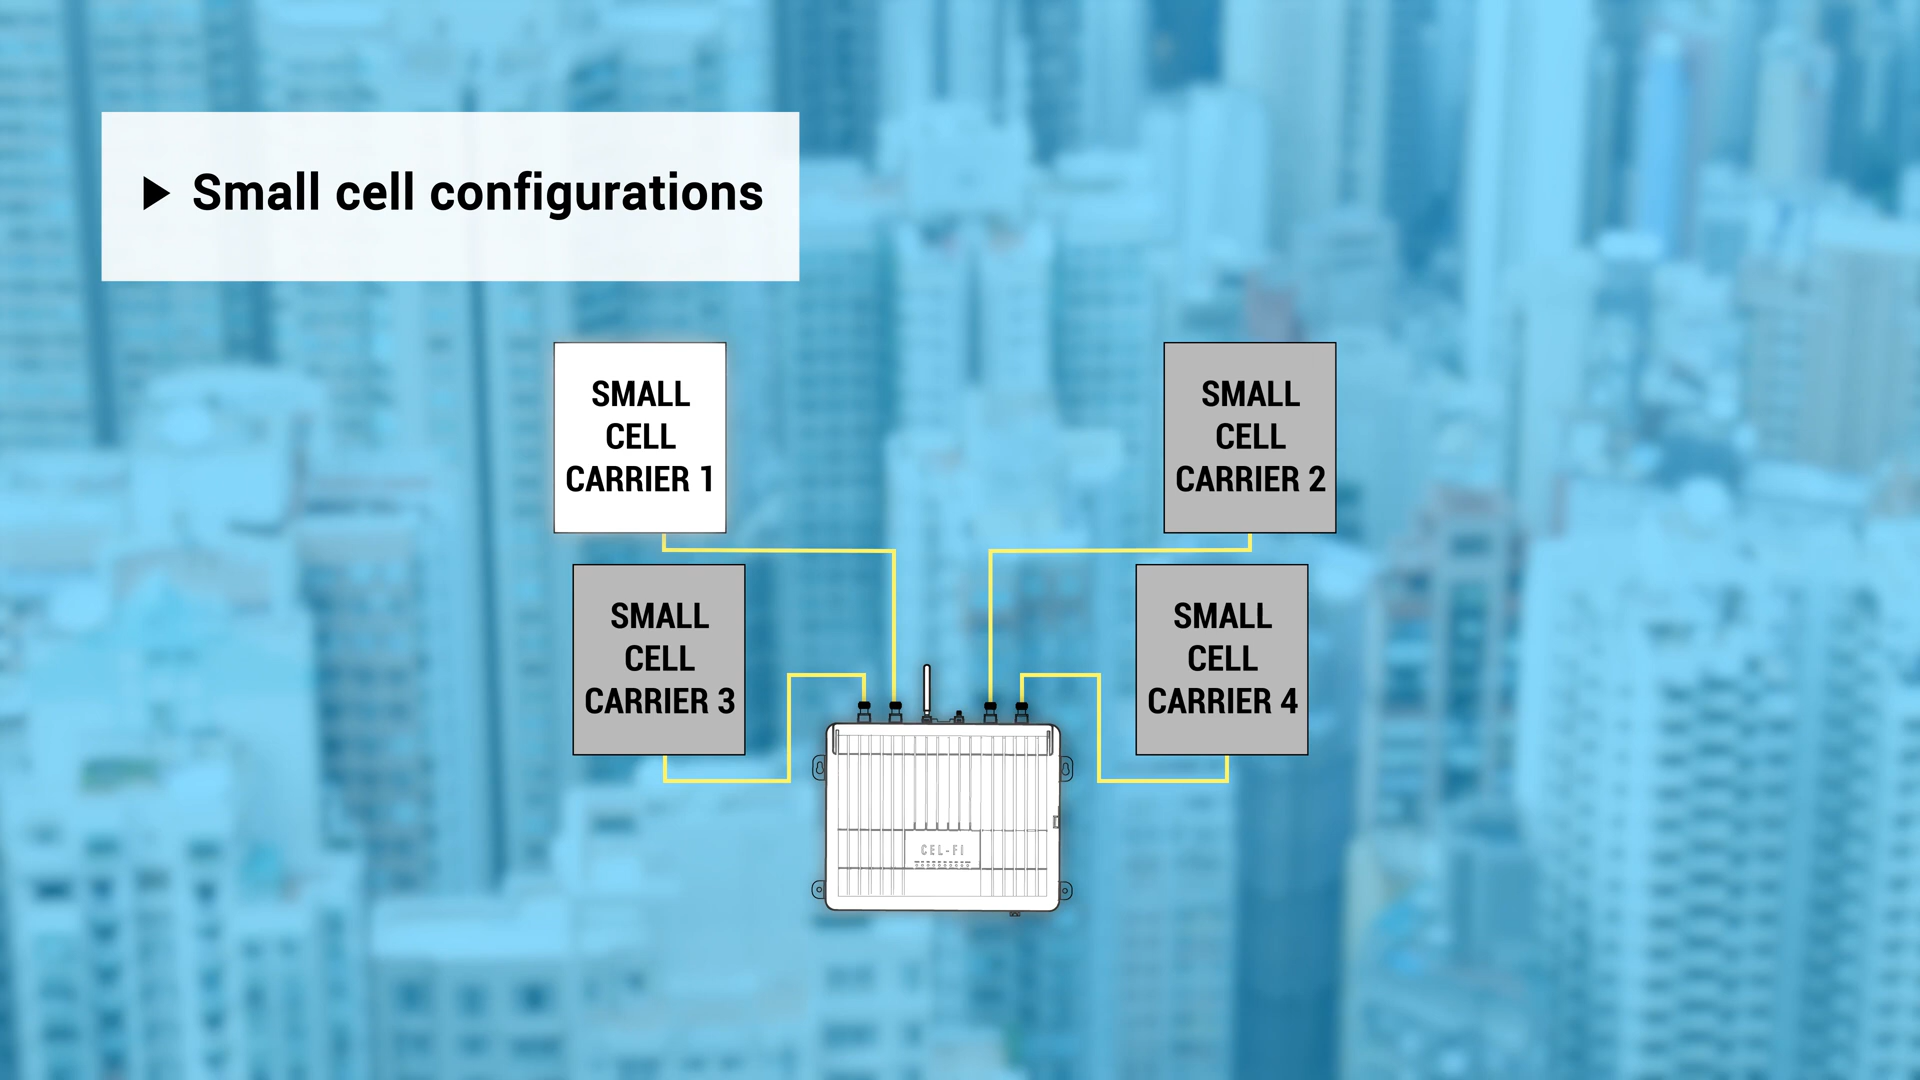 ▶ Small cell configurations
SMALL
CELL
CARRIER 1
SMALL
CELL
CARRIER 2
SMALL
CELL
CARRIER 3
SMALL
CELL
CARRIER 4
CEL-FI